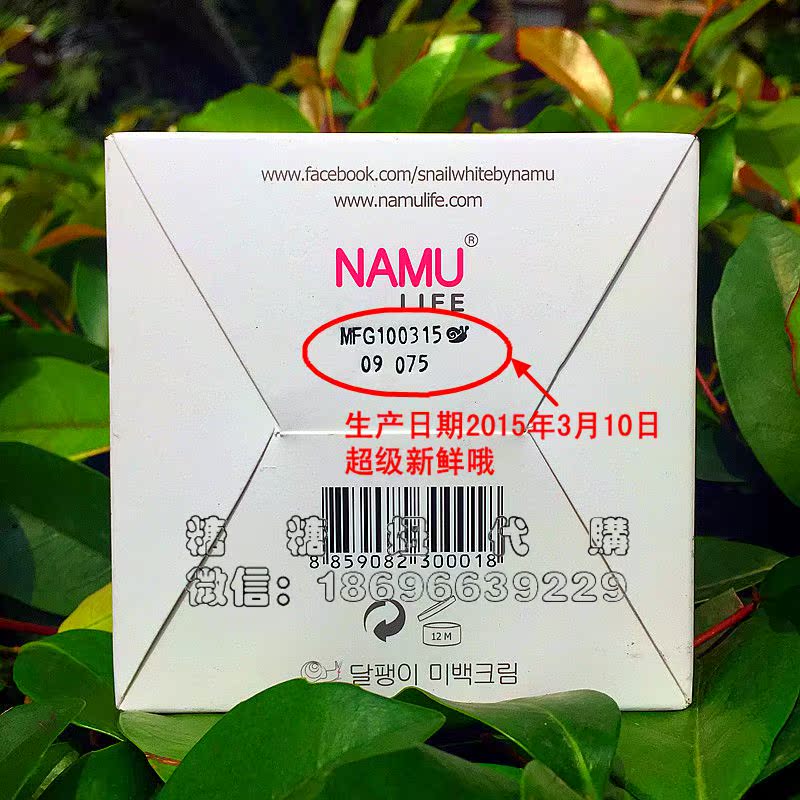 www.facebook.com/snailwhitebynamu
www.namulife.com
NAMU®
LIFE
MFG100315
09 075
生产日期2015年3月10日
超级新鲜哦
糖糖妞代購
8 859082 300018
微信：18696639229
12 M
달팽이 미백크림